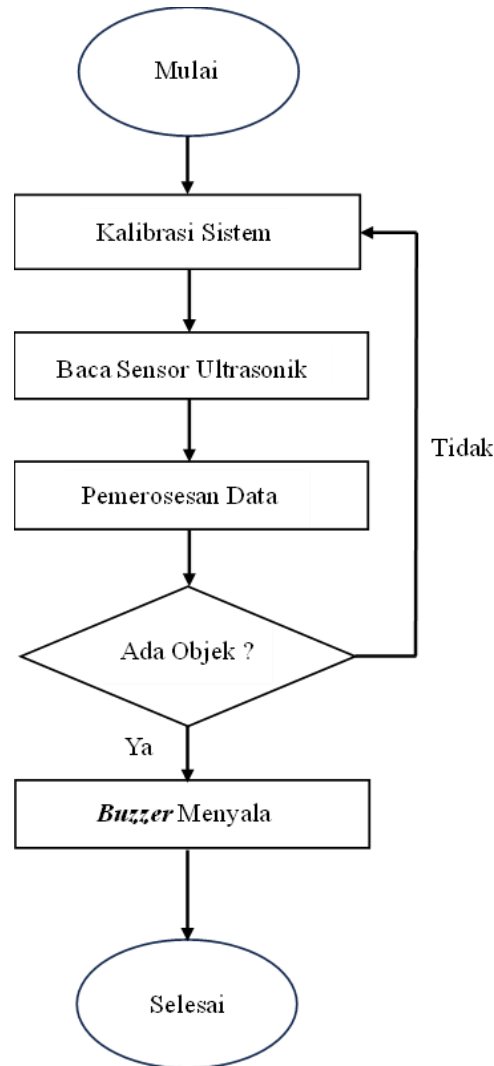 Mulai
Kalibrasi Sistem
Baca Sensor Ultrasonik
Tidak
Pemerosesan Data
Ada Objek ?
Ya
Buzzer Menyala
Selesai